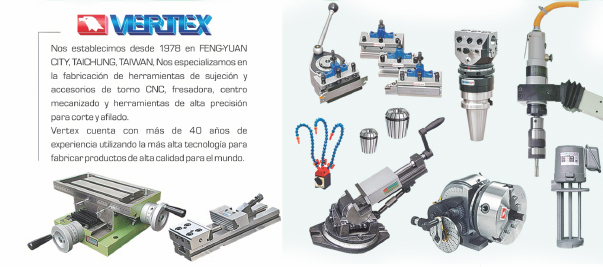 VERTEX
Nos establecimos desde 1978 en FENG-YUAN
CITY, TAICHUNG, TAIWAN, Nos especializamos en
la fabricación de herramientas de sujeción y
accesorios de torno CNC, fresadora, centro
mecanizado y herramientas de alta precisión
para corte y afilado.
Vertex cuenta con más de 40 años de
experiencia utilizando la más alta tecnología para
fabricar productos de alta calidad para el mundo.